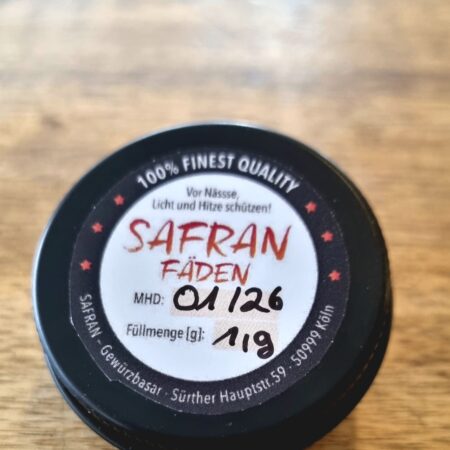 100% FINEST QUALITY
Vor Nässse,
Licht und Hitze schützen!
SAFRAN
FÄDEN
MHD: 01/26
Füllmenge [g]: 1g
SAFRAN - Gewürzbasar · Sürther Hauptstr.59 · 50999 Köln